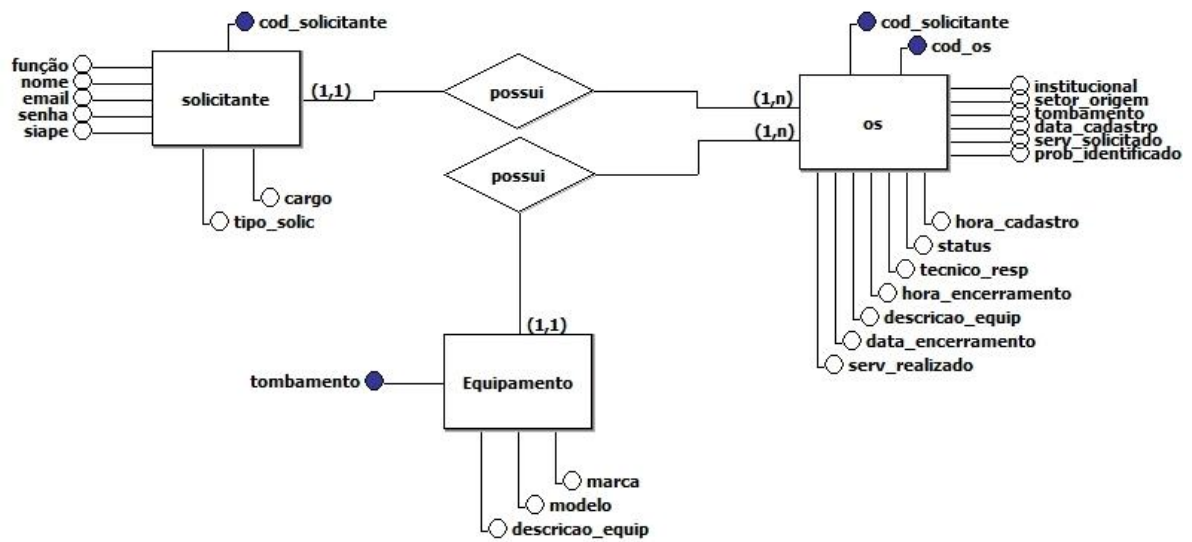 cod_solicitante
função
nome
email
senha
siape
solicitante
(1,1)
cargo
tipo_solic
possui
(1,n)
possui
(1,n)
cod_solicitante
cod_os
os
institucional
setor_origem
tombamento
data_cadastro
serv_solicitado
prob_identificado
hora_cadastro
status
tecnico_resp
hora_encerramento
descricao_equip
data_encerramento
serv_realizado
(1,1)
tombamento
Equipamento
marca
modelo
descricao_equip